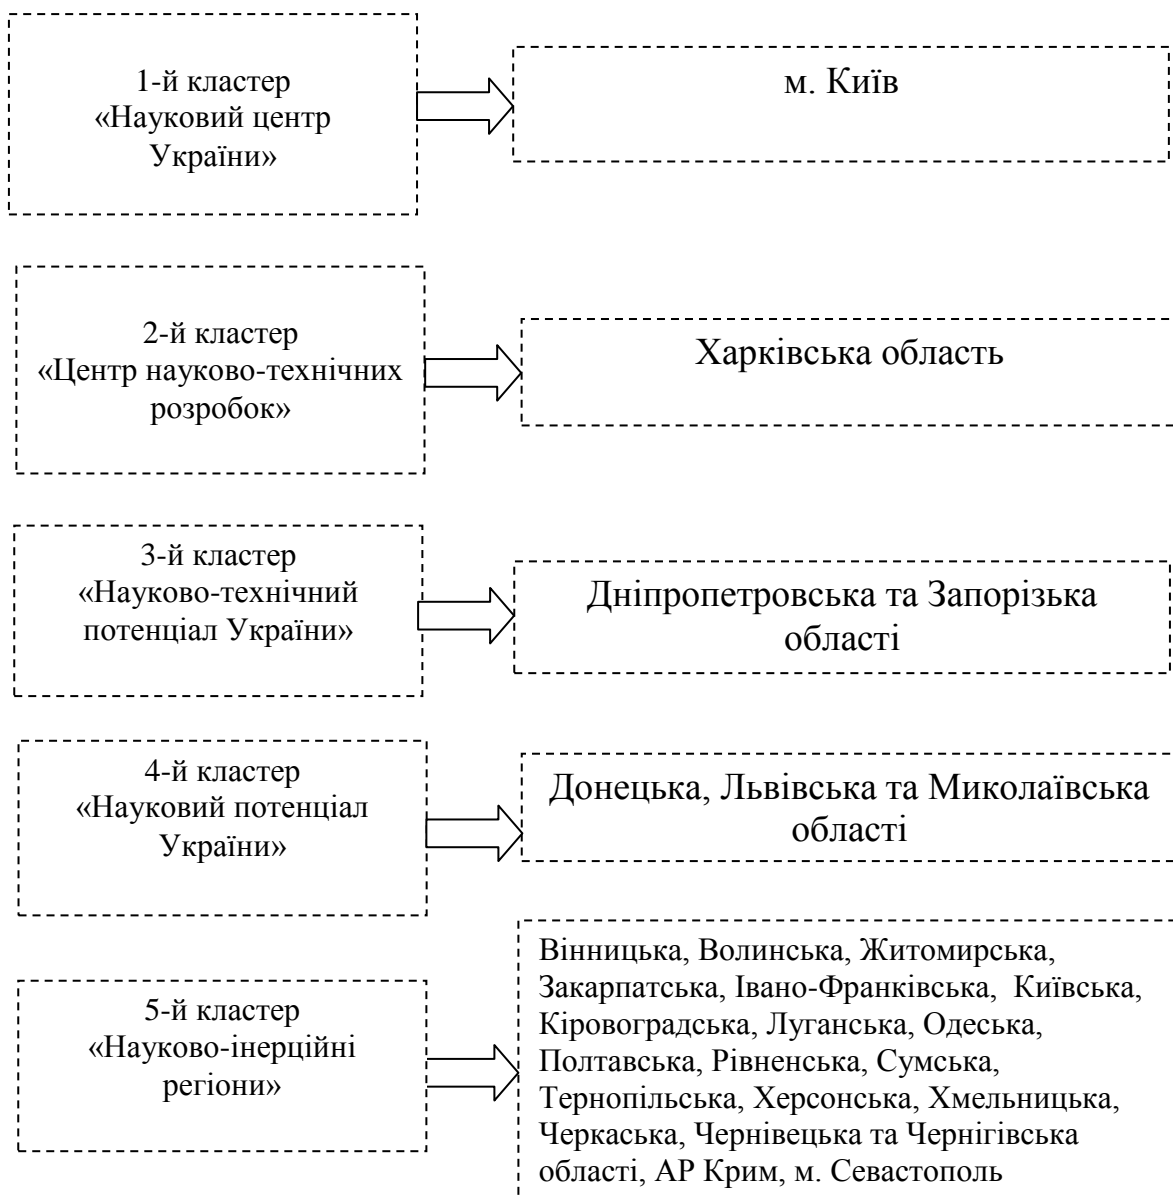 1-й кластер
«Науковий центр
України»
м. Київ
2-й кластер
«Центр науково-технічних
розробок»
Харківська область
3-й кластер
«Науково-технічний
потенціал України»
Дніпропетровська та Запорізька
області
4-й кластер
«Науковий потенціал
України»
Донецька, Львівська та Миколаївська
області
5-й кластер
«Науково-інерційні
регіони»
Вінницька, Волинська, Житомирська,
Закарпатська, Івано-Франківська, Київська,
Кіровоградська, Луганська, Одеська,
Полтавська, Рівненська, Сумська,
Тернопільська, Херсонська, Хмельницька,
Черкаська, Чернівецька та Чернігівська
області, АР Крим, м. Севастополь